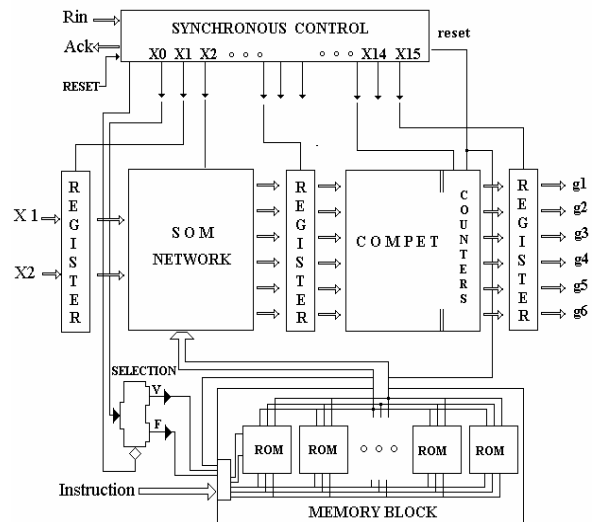 Rin
SYNCHRONOUS CONTROL
reset
Ack
X0 X1 X2 X14 X15
RESET
REGISTER
SOM
NETWORK
REGISTER
COMPET
COUNTERS
REGISTER
X1
X2
g1
g2
g3
g4
g5
g6
SELECTION
V
F
ROM
ROM
ROM
ROM
Instruction
MEMORY BLOCK